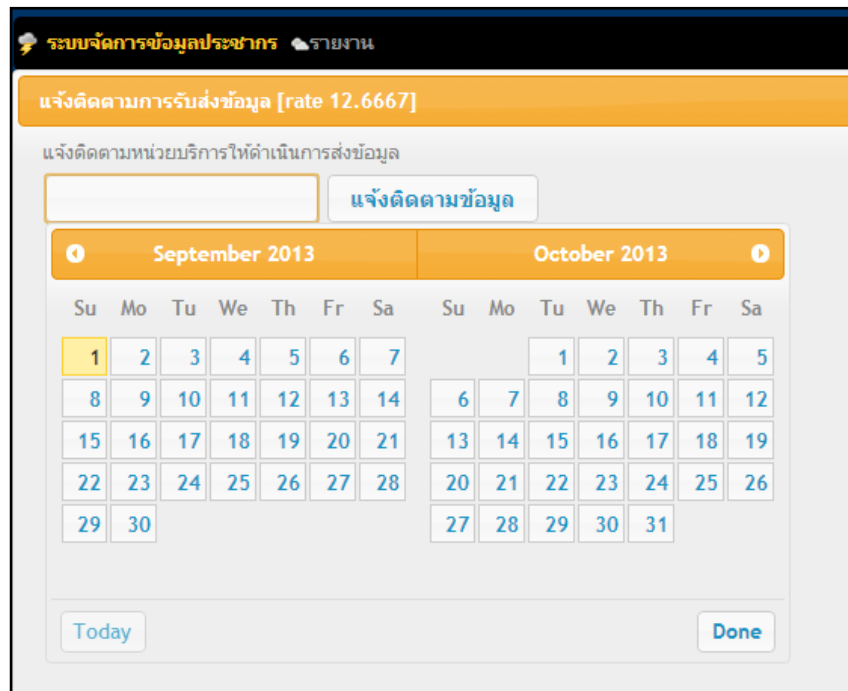 ระบบจัดการข้อมูลประชากร รายงาน
แจ้งติดตามการรับส่งข้อมูล [rate 12.6667]
แจ้งติดตามหน่วยบริการให้ดำเนินการส่งข้อมูล
แจ้งติดตามข้อมูล
September 2013 October 2013
Su Mo Tu We Th Fr Sa Su Mo Tu We Th Fr Sa
1 2 3 4 5 6 7 1 2 3 4 5
8 9 10 11 12 13 14 6 7 8 9 10 11 12
15 16 17 18 19 20 21 13 14 15 16 17 18 19
22 23 24 25 26 27 28 20 21 22 23 24 25 26
29 30 27 28 29 30 31
Today Done